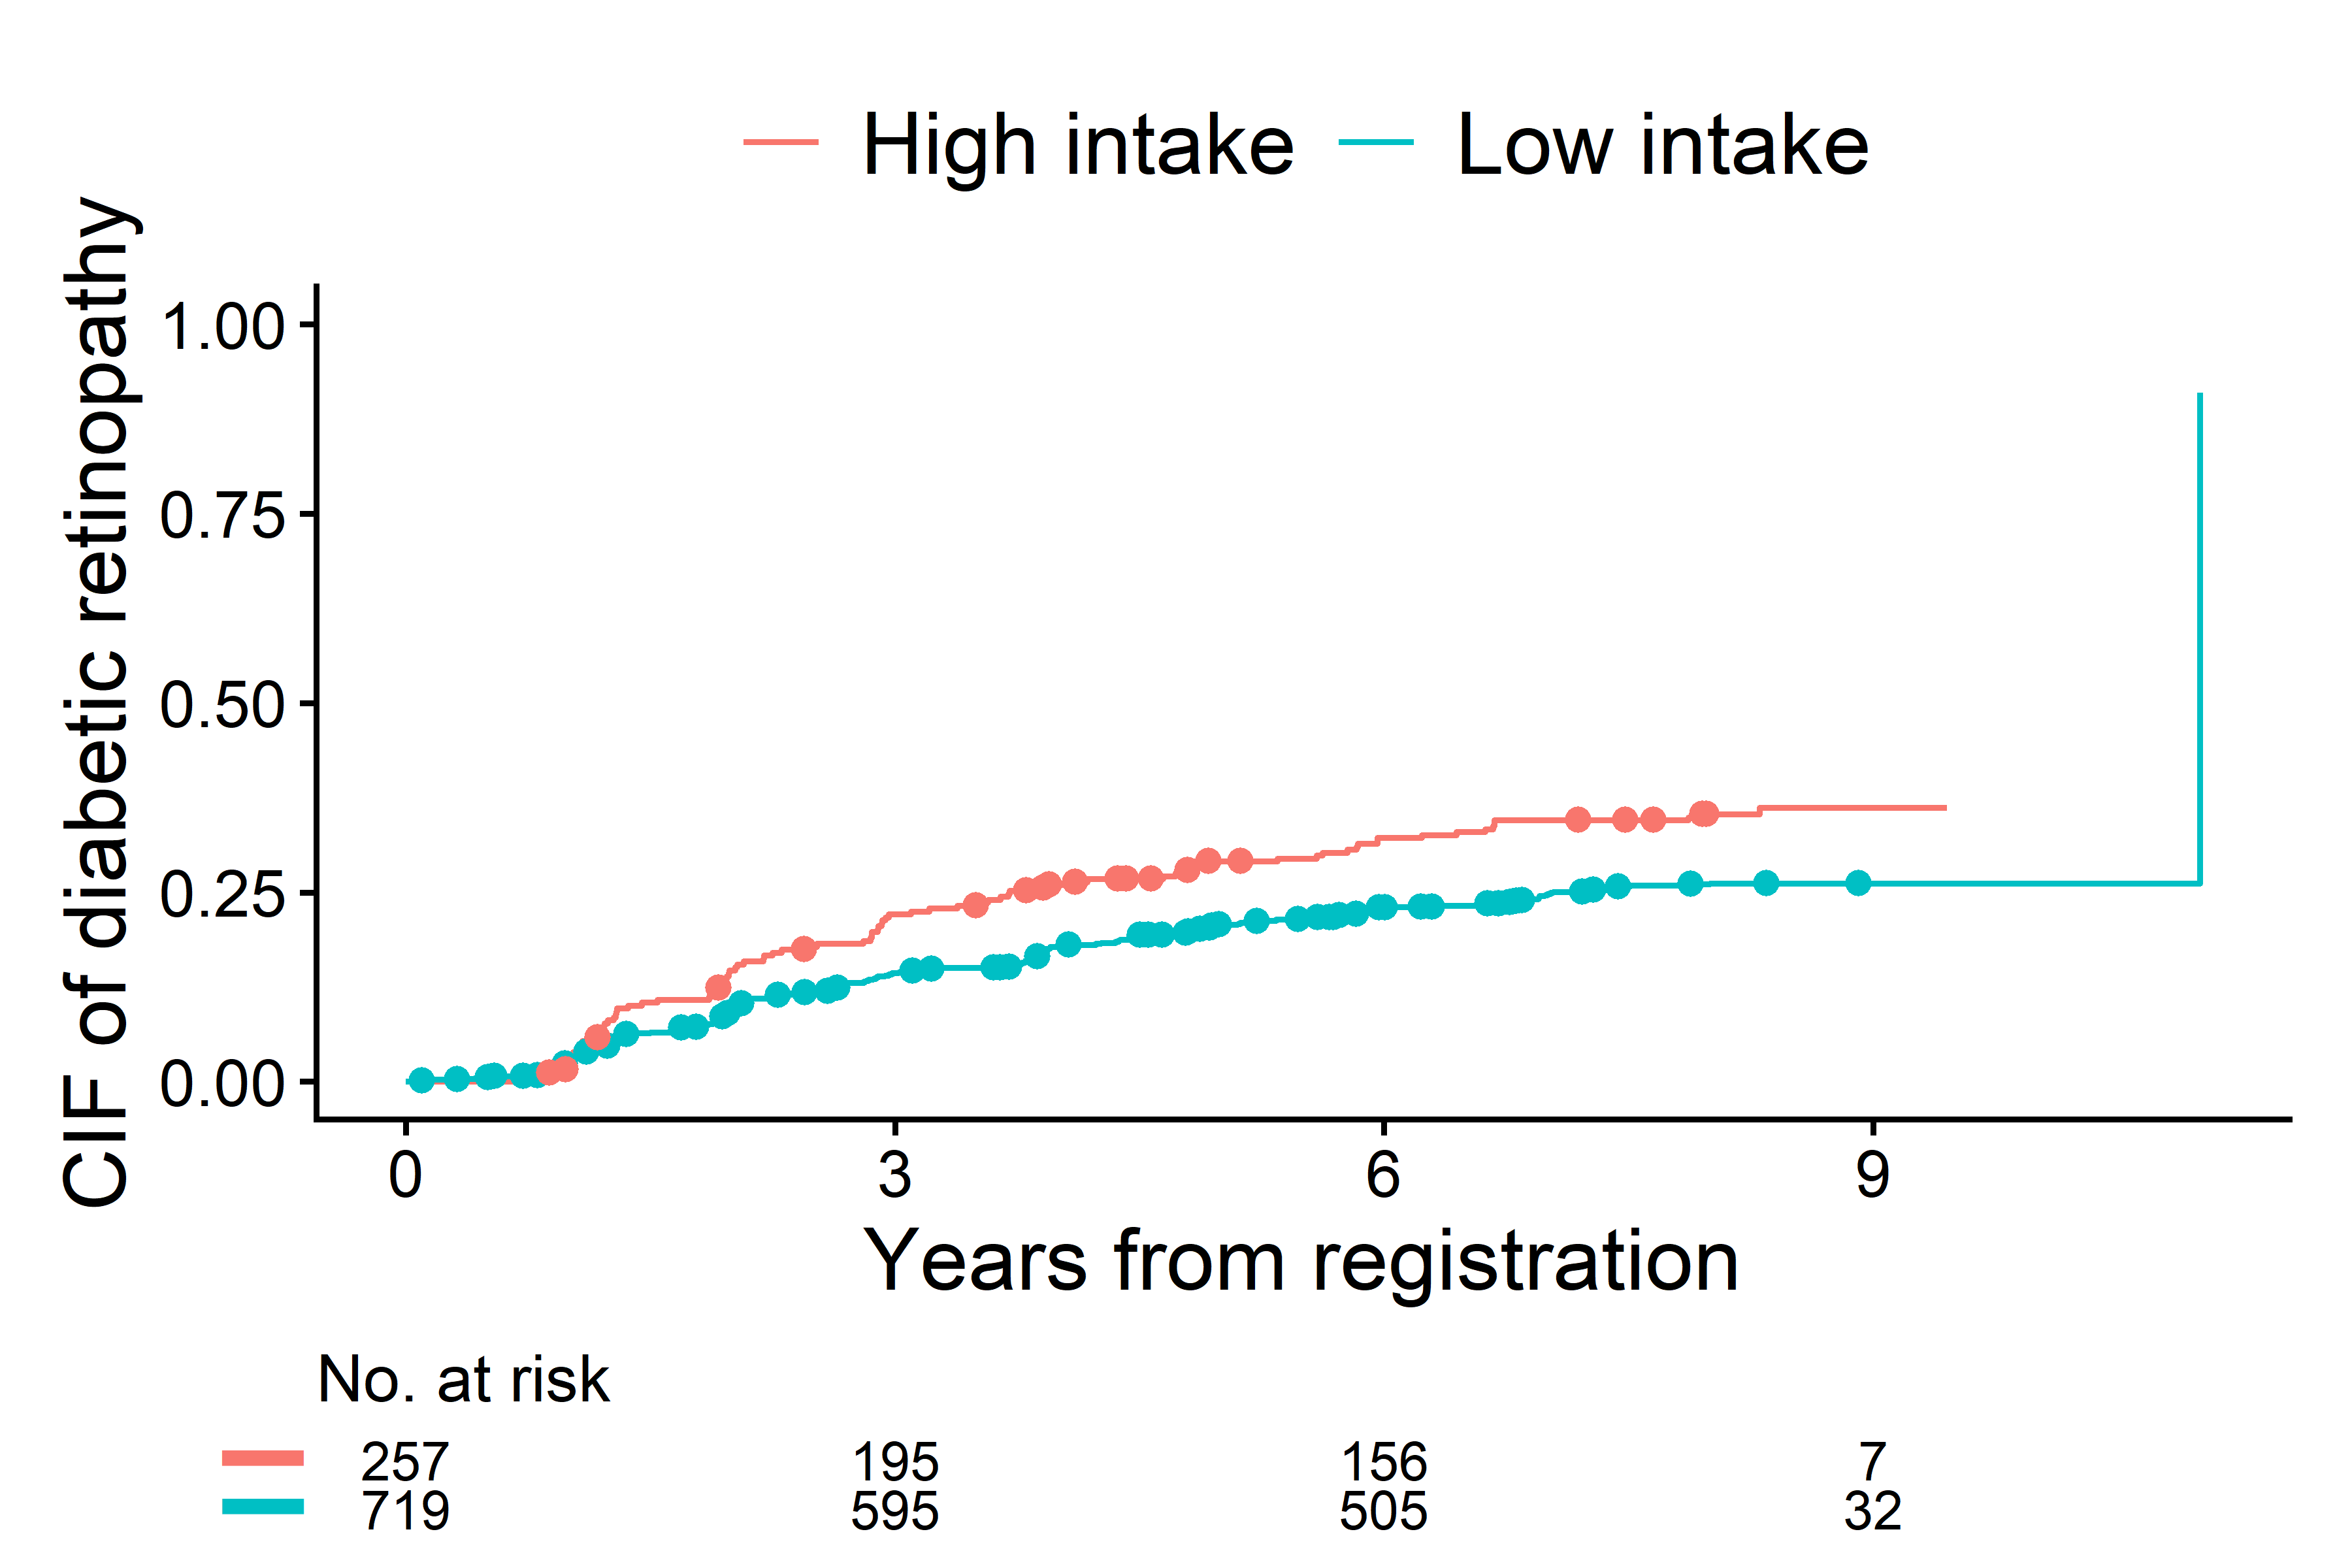 High intake Low intake
CIF of diabetic retinopathy
1.00
0.75
0.50
0.25
0.00
0 3 6 9
Years from registration
No. at risk
257 195 156 7
719 595 505 32